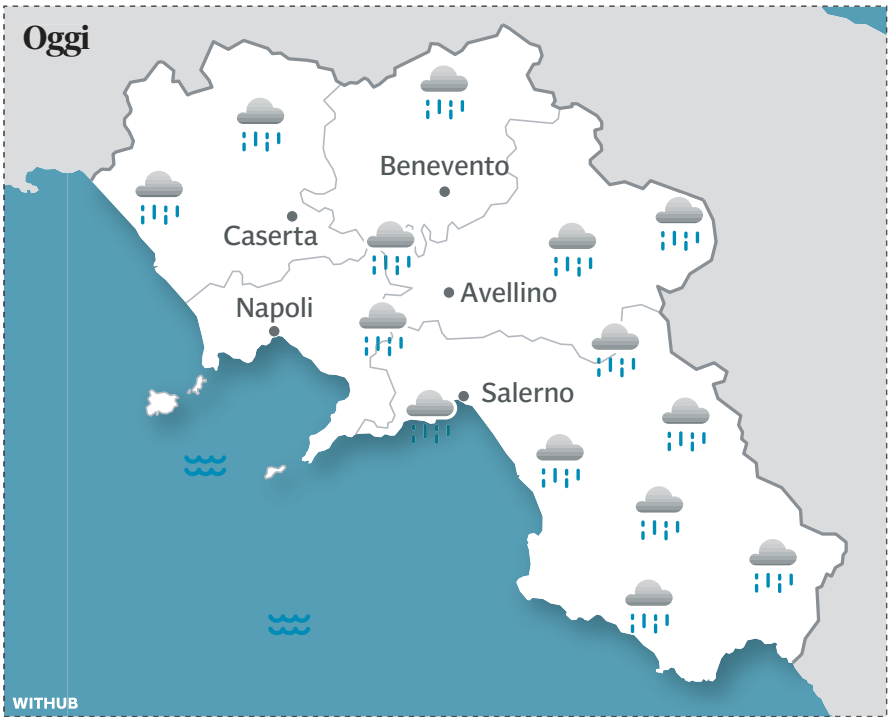 Oggi
Benevento
Caserta
Avellino
Napoli
Salerno
WITHUB